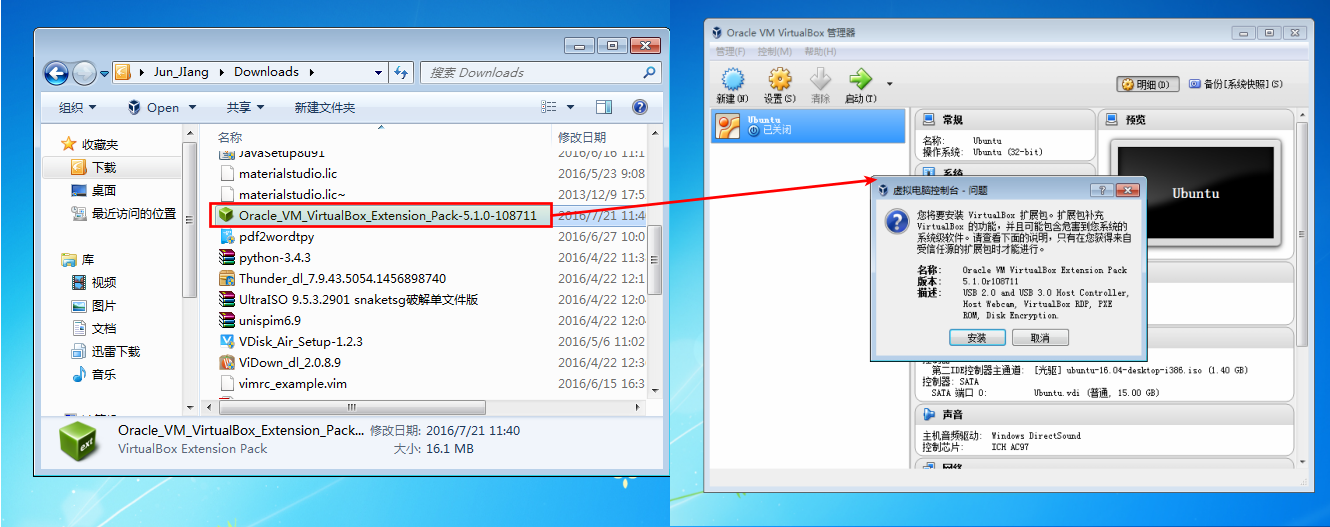 Jun_JIang
Downloads
搜索 Downloads
组织
Open
共享
新建文件夹
收藏夹
下载
桌面
最近访问的位置
库
视频
图片
文档
迅雷下载
音乐
名称
修改日期
JavaSetup8u91
2016/6/16 11:1
materialstudio.lic
2016/5/23 9:08
materialstudio.lic~
2013/12/9 17:5
Oracle_VM_VirtualBox_Extension_Pack-5.1.0-108711
2016/7/21 11:4
pdf2wordtpy
2016/6/27 10:0
python-3.4.3
2016/4/22 11:3
Thunder_dl_7.9.43.5054.1456898740
2016/4/22 12:1
UltraISO 9.5.3.2901 snaketsg破解单文件版
2016/4/22 12:0
unispim6.9
2016/4/22 12:0
VDisk_Air_Setup-1.2.3
2016/5/6 11:02
ViDown_dl_2.0.8.9
2016/4/22 12:3
vimrc_example.vim
2016/6/15 16:3
Oracle_VM_VirtualBox_Extension_Pack...
修改日期: 2016/7/21 11:40
VirtualBox Extension Pack
大小: 16.1 MB
ext
Oracle VM VirtualBox 管理器
管理(F) 控制(M) 帮助(H)
新建(N)
设置(S)
清除
启动(T)
明细(D)
备份[系统快照](S)
Ubuntu
已关闭
常规
名称: Ubuntu
操作系统: Ubuntu (32-bit)
系统
预览
Ubuntu
虚拟电脑控制台 - 问题
您将要安装 VirtualBox 扩展包。扩展包补充
VirtualBox 的功能，并且可能包含危害到您系统的
系统级软件。请查看下面的说明，只有在您获得来自
受信任源的扩展包时才能进行。
名称: Oracle VM VirtualBox Extension Pack
版本: 5.1.0r108711
描述: USB 2.0 and USB 3.0 Host Controller,
Host Webcam, VirtualBox RDP, PXE
ROM, Disk Encryption.
安装
取消
第二IDE控制器主通道: [光驱] ubuntu-16.04-desktop-i386.iso (1.40 GB)
控制器: SATA
SATA 端口 0: Ubuntu.vdi (普通, 15.00 GB)
声音
主机音频驱动: Windows DirectSound
控制芯片: ICH AC97
网络